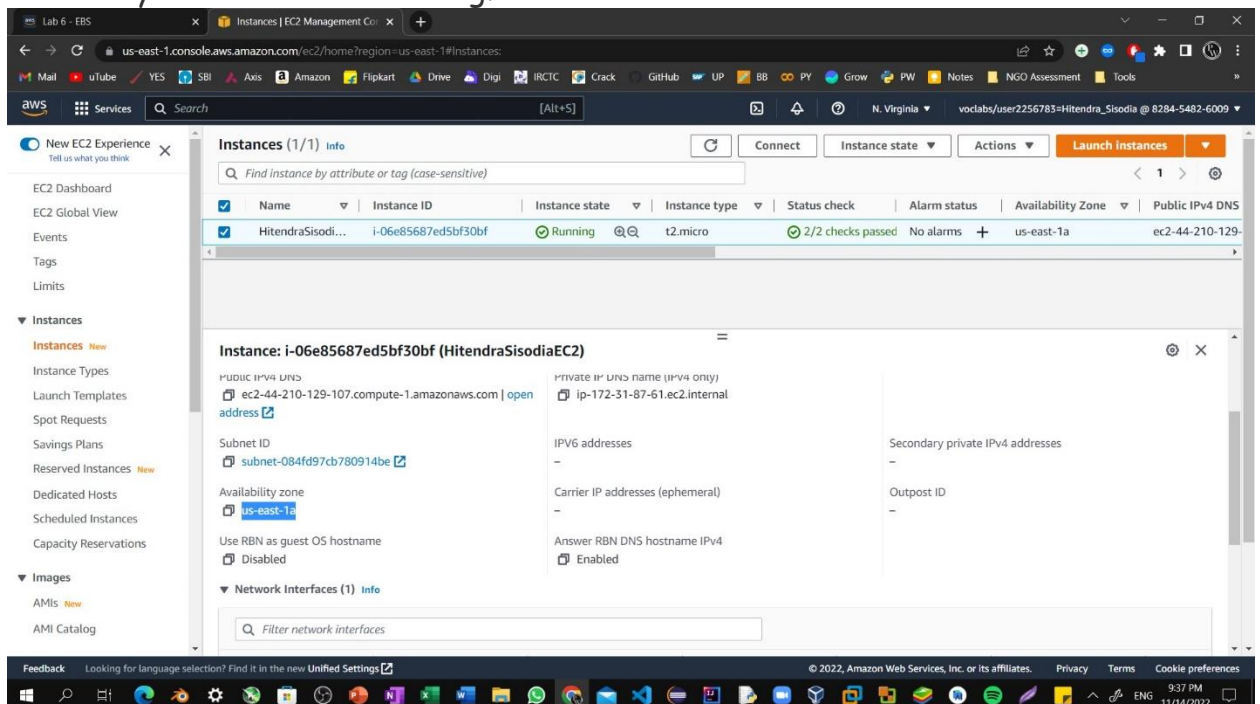 Lab 6 - EBS
Instances | EC2 Management Con
us-east-1.console.aws.amazon.com/ec2/home?region=us-east-1#Instances:
Mail uTube YES SBI Axis Amazon Flipkart Drive Digi IRCTC Crack GitHub UP BB PY Grow PW Notes NGO Assessment Tools »
aws Services Search [Alt+S] N. Virginia ▼ voclabs/user2256783=Hitendra_Sisodia @ 8284-5482-6009 ▼
New EC2 Experience
Tell us what you think
EC2 Dashboard
EC2 Global View
Events
Tags
Limits
Instances
Instances New
Instance Types
Launch Templates
Spot Requests
Savings Plans
Reserved Instances New
Dedicated Hosts
Scheduled Instances
Capacity Reservations
Images
AMIs New
AMI Catalog
Instances (1/1) Info
Connect Instance state ▼ Actions ▼ Launch instances ▼
Find instance by attribute or tag (case-sensitive)
< 1 >
Name Instance ID Instance state Instance type Status check Alarm status Availability Zone Public IPv4 DNS
HitendraSisodi... i-06e85687ed5bf30bf Running t2.micro 2/2 checks passed No alarms + us-east-1a ec2-44-210-129-
Instance: i-06e85687ed5bf30bf (HitendraSisodiaEC2)
Public IPv4 DNS
ec2-44-210-129-107.compute-1.amazonaws.com | open
address
Private IP DNS name (IPv4 only)
ip-172-31-87-61.ec2.internal
Subnet ID
subnet-084fd97cb780914be
IPV6 addresses
–
Secondary private IPv4 addresses
–
Availability zone
us-east-1a
Carrier IP addresses (ephemeral)
–
Outpost ID
–
Use RBN as guest OS hostname
Disabled
Answer RBN DNS hostname IPv4
Enabled
Network Interfaces (1) Info
Filter network interfaces
Feedback Looking for language selection? Find it in the new Unified Settings © 2022, Amazon Web Services, Inc. or its affiliates. Privacy Terms Cookie preferences
ENG 9:37 PM
11/14/2022